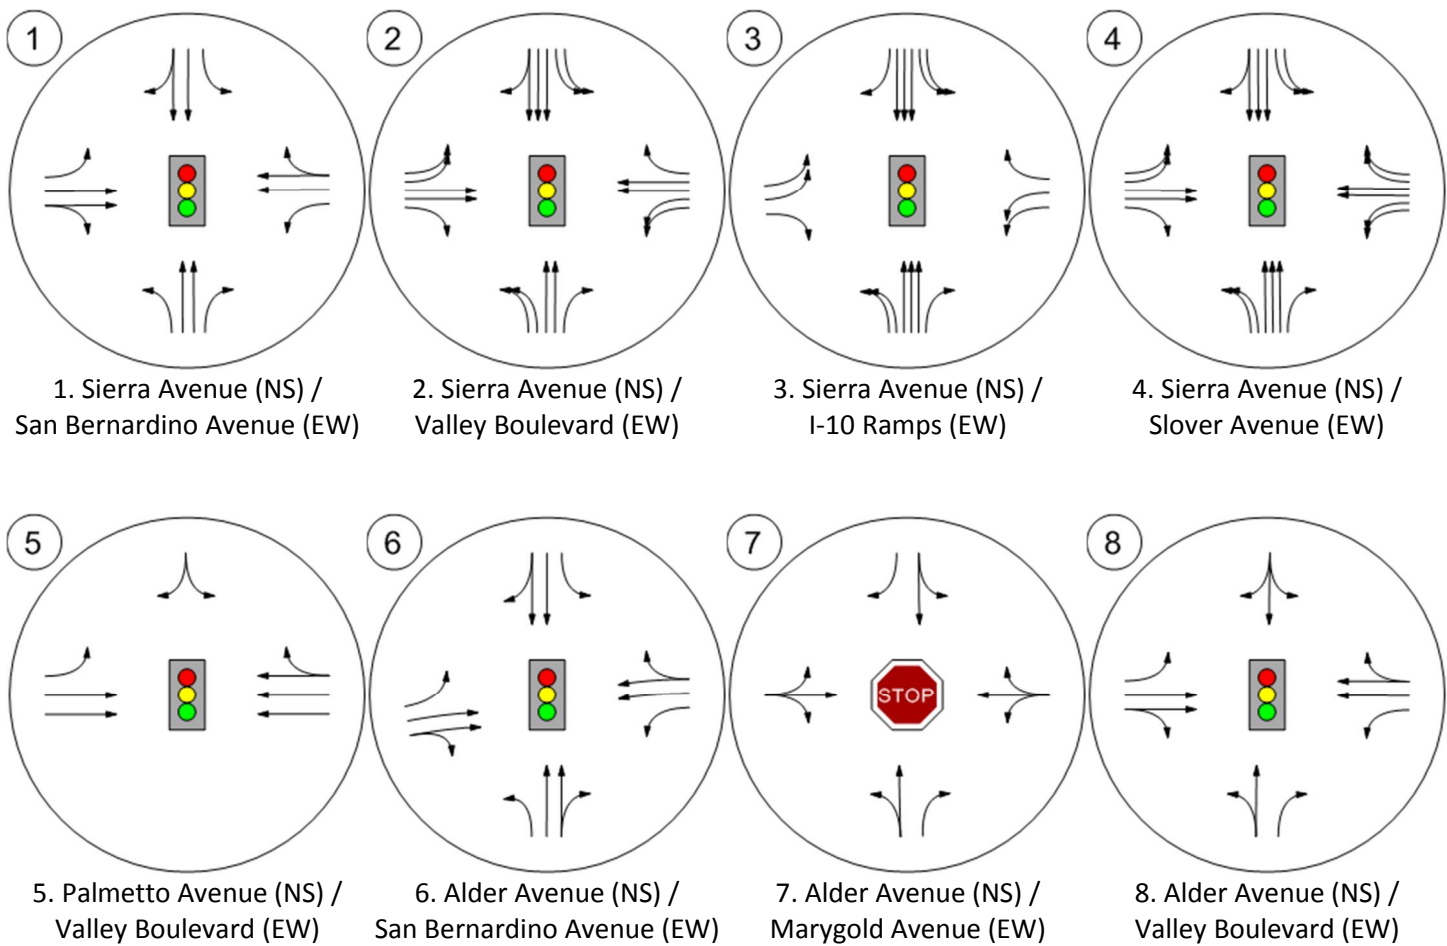 1
2
3
4
1. Sierra Avenue (NS) /
San Bernardino Avenue (EW)
2. Sierra Avenue (NS) /
Valley Boulevard (EW)
3. Sierra Avenue (NS) /
I-10 Ramps (EW)
4. Sierra Avenue (NS) /
Slover Avenue (EW)
5
6
7
8
STOP
5. Palmetto Avenue (NS) /
Valley Boulevard (EW)
6. Alder Avenue (NS) /
San Bernardino Avenue (EW)
7. Alder Avenue (NS) /
Marygold Avenue (EW)
8. Alder Avenue (NS) /
Valley Boulevard (EW)